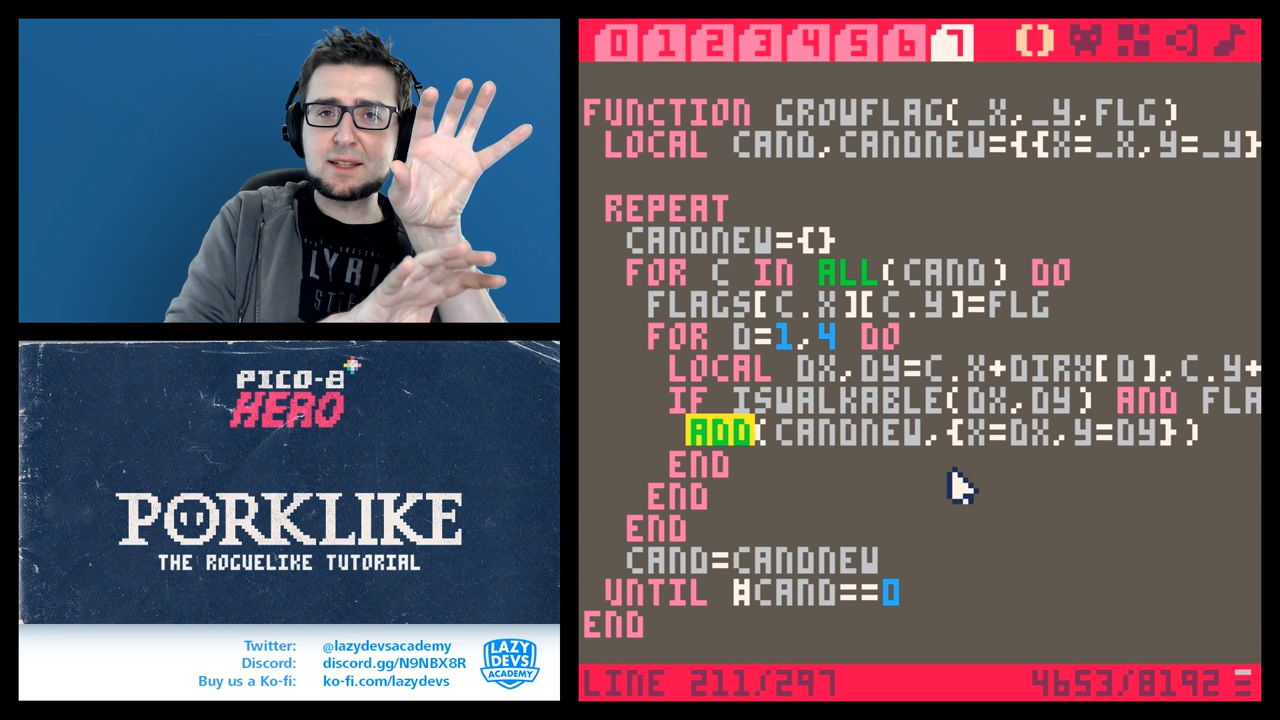 LYRI
STE
PICO-8
HERO
PORKLIKE
THE ROGUELIKE TUTORIAL
Twitter: @lazydevsacademy
Discord: discord.gg/N9NBX8R
Buy us a Ko-fi: ko-fi.com/lazydevs
LAZY
DEVS
ACADEMY
0 1 2 3 4 5 6 7 ()
FUNCTION GROWFLAG(_X,_Y,FLG)
LOCAL CAND,CANDNEW={{X=_X,Y=_Y}
REPEAT
CANDNEW={}
FOR C IN ALL(CAND) DO
FLAGS[C.X][C.Y]=FLG
FOR D=1,4 DO
LOCAL DX,DY=C.X+DIRX[D],C.Y+
IF ISWALKABLE(DX,DY) AND FLA
ADD(CANDNEW,{X=DX,Y=DY})
END
END
END
CAND=CANDNEW
UNTIL #CAND==0
END
LINE 211/297 4653/8192